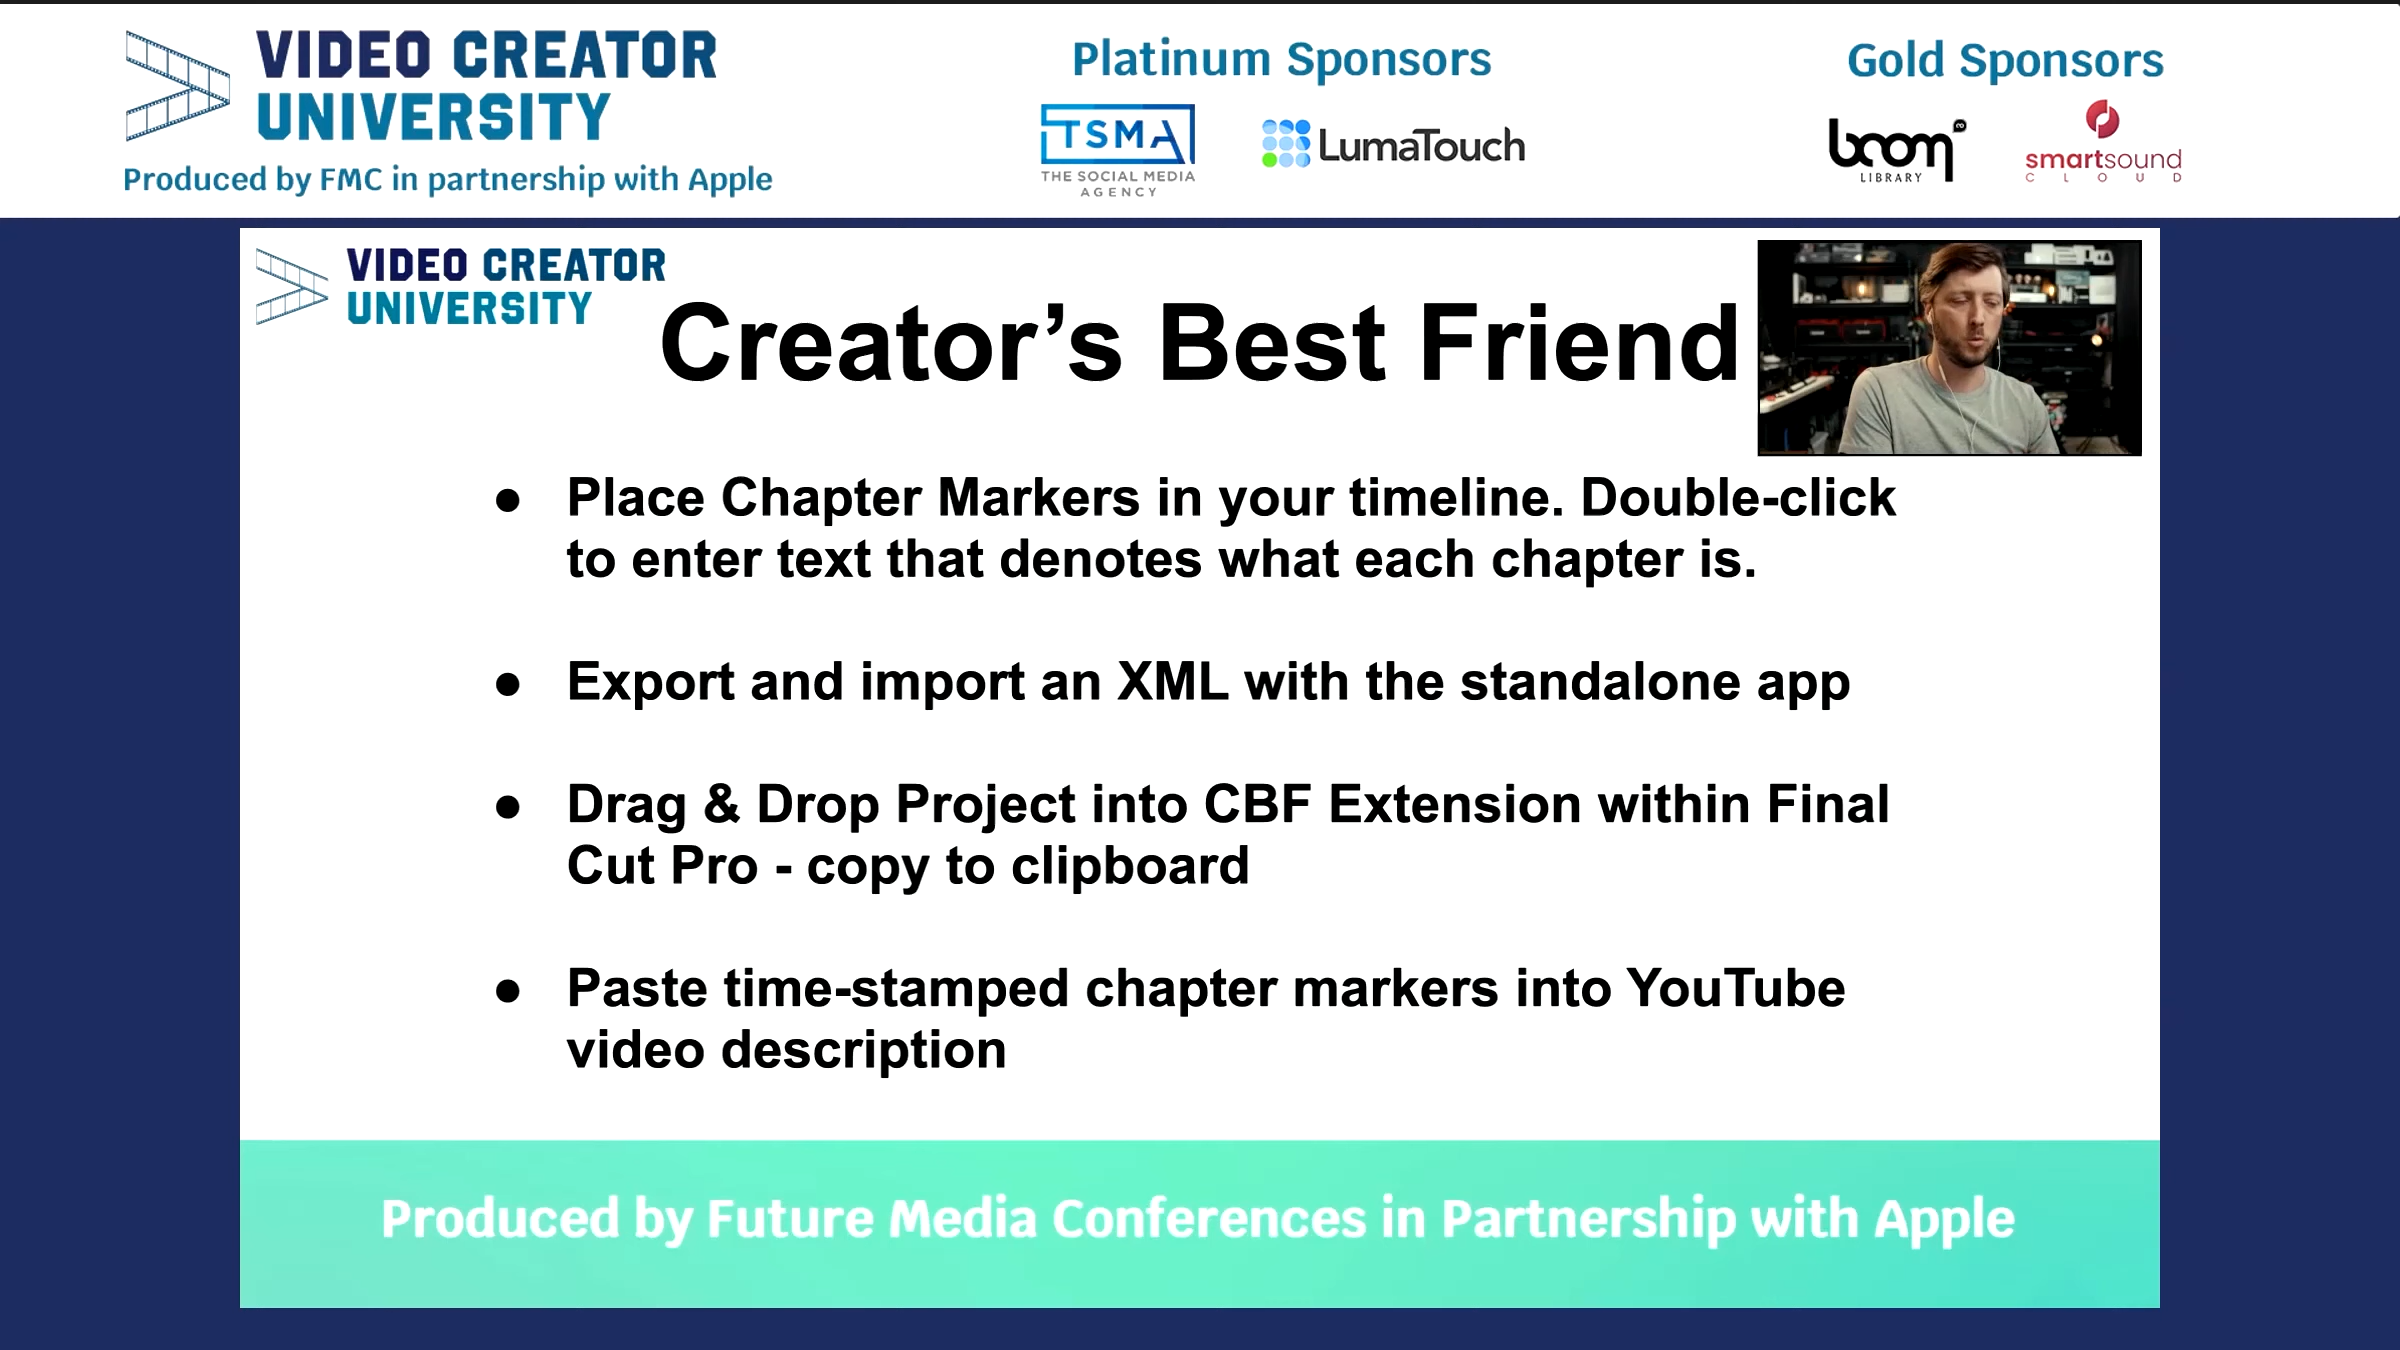 VIDEO CREATOR
UNIVERSITY
Produced by FMC in partnership with Apple
Platinum Sponsors
TSMA
THE SOCIAL MEDIA
AGENCY
LumaTouch
Gold Sponsors
boom
LIBRARY
smartsound
CLOUD
VIDEO CREATOR
UNIVERSITY
Creator’s Best Friend
● Place Chapter Markers in your timeline. Double-click
to enter text that denotes what each chapter is.
● Export and import an XML with the standalone app
● Drag & Drop Project into CBF Extension within Final
Cut Pro - copy to clipboard
● Paste time-stamped chapter markers into YouTube
video description
Produced by Future Media Conferences in Partnership with Apple